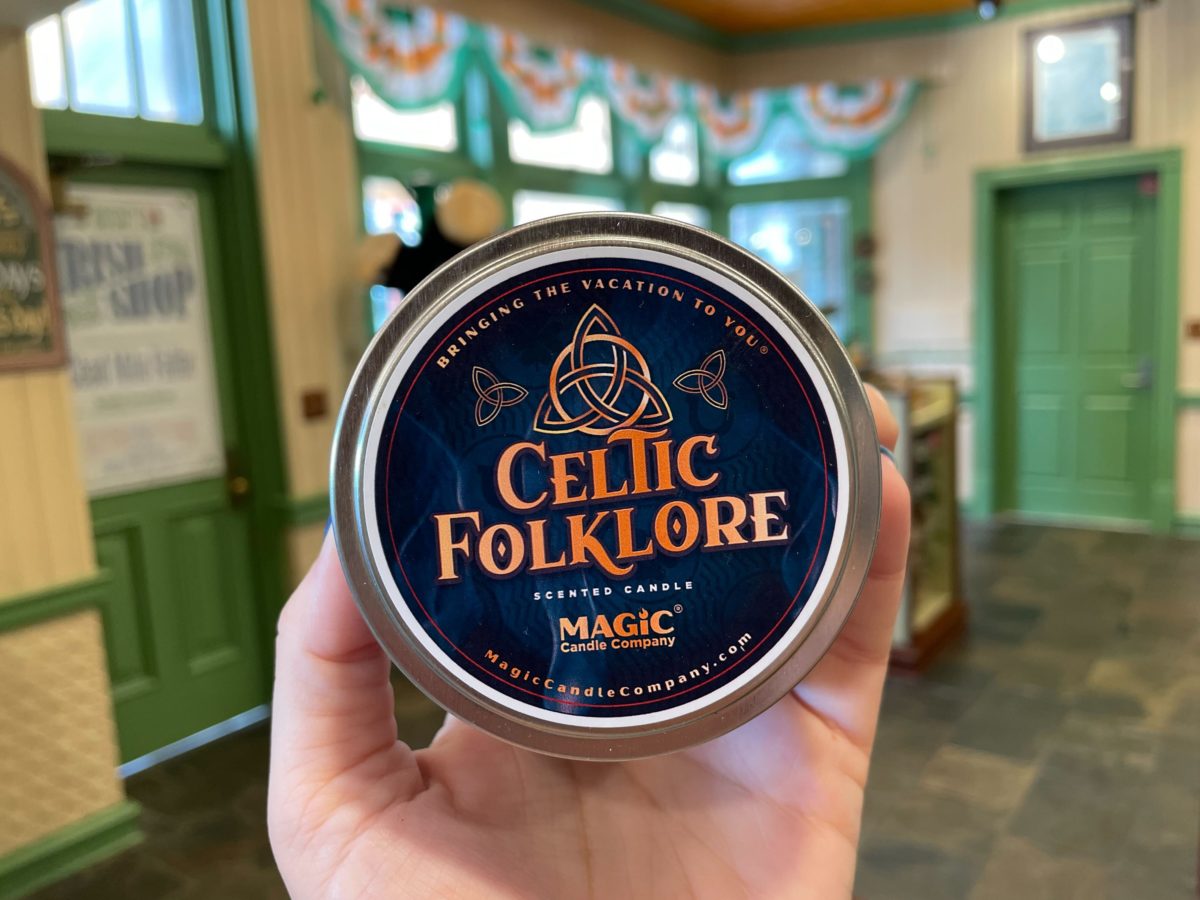 BRINGING THE VACATION TO YOU®
CELTIC
FOLKLORE
SCENTED CANDLE
MAGIC®
Candle Company
MagicCandleCompany.com
IRISH
SHOP